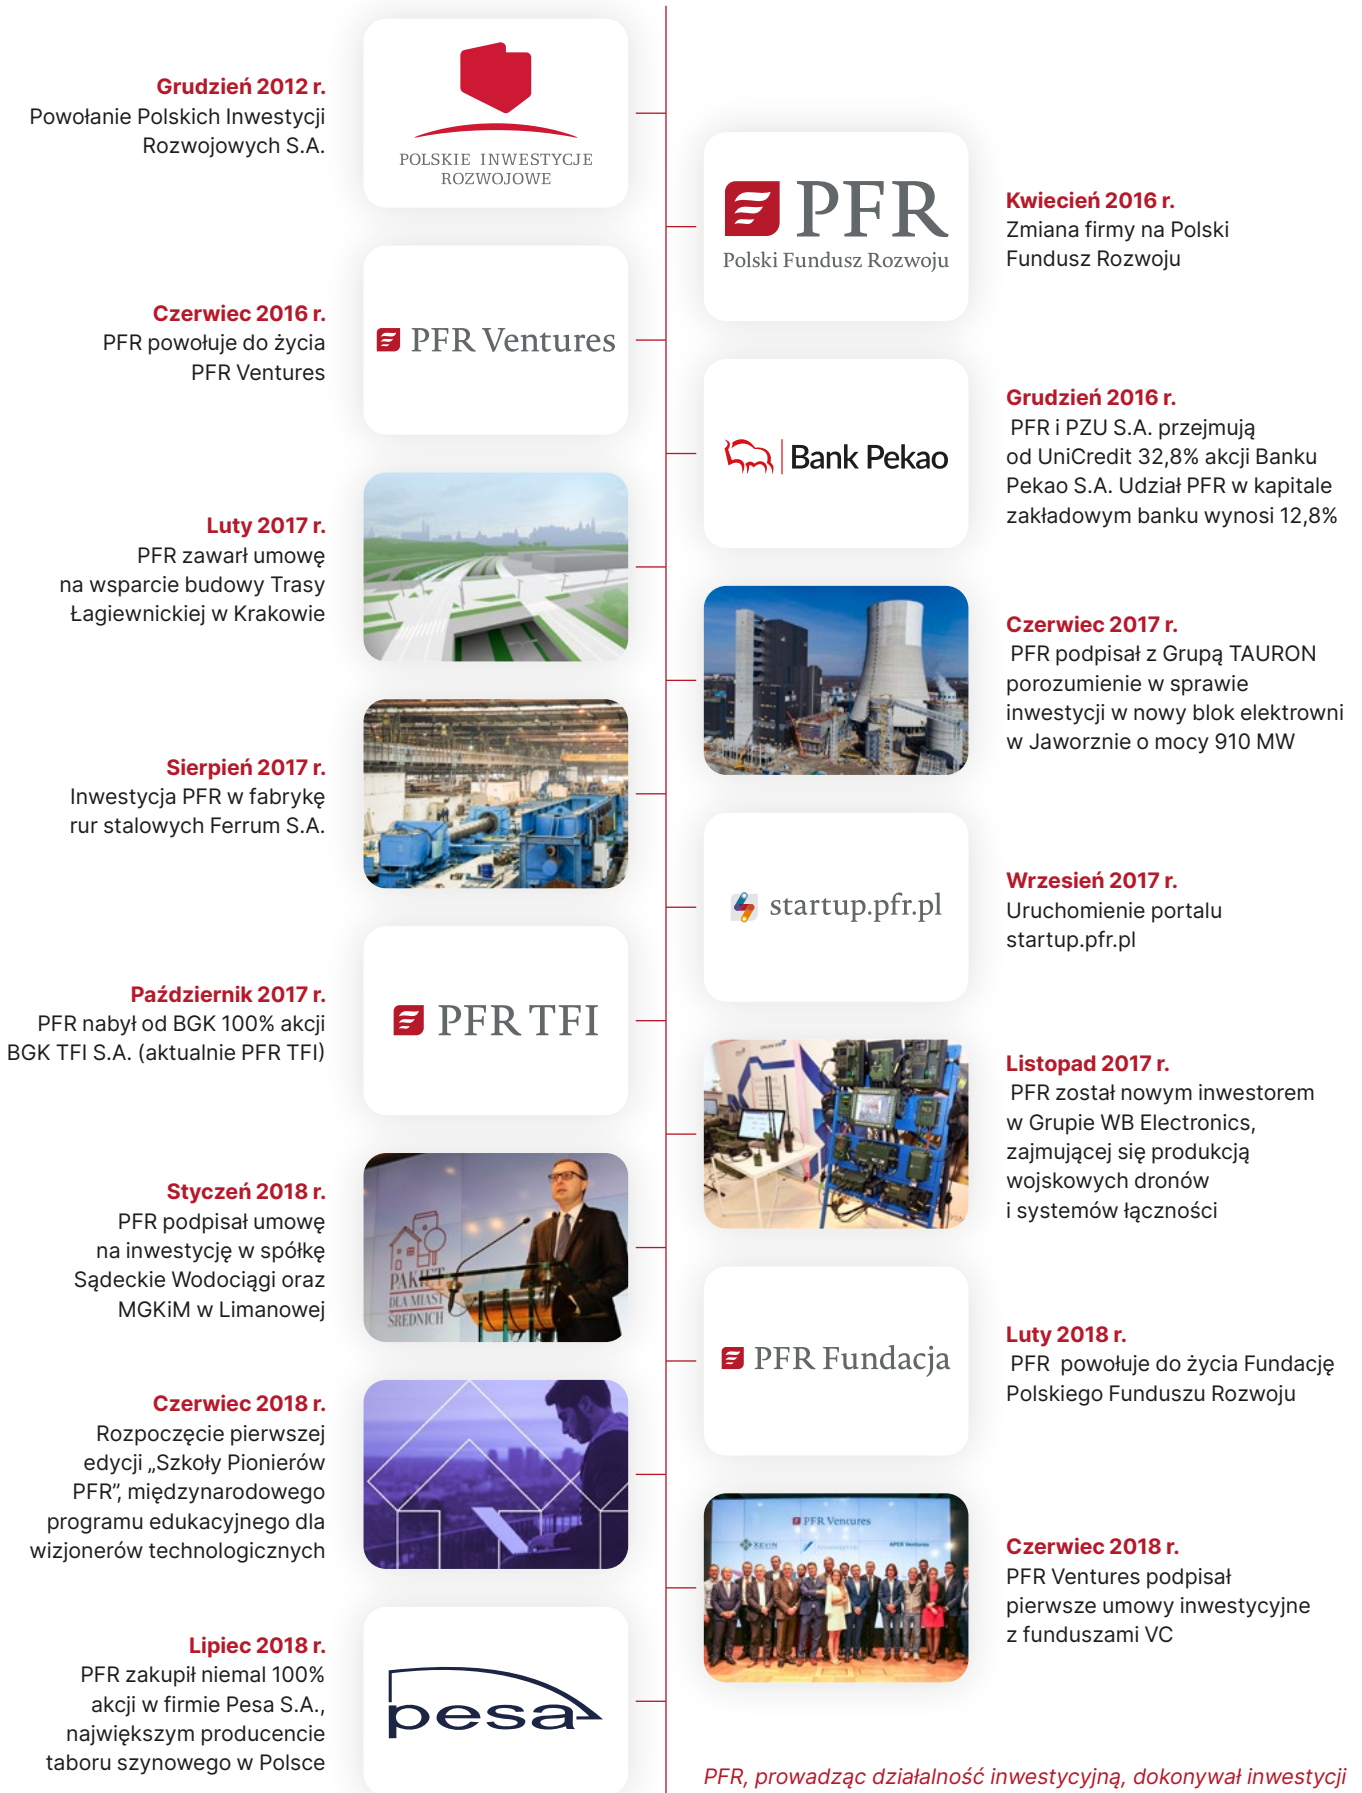 Grudzień 2012 r.
Powołanie Polskich Inwestycji
Rozwojowych S.A.
POLSKIE INWESTYCJE
ROZWOJOWE
PFR
Polski Fundusz Rozwoju
Kwiecień 2016 r.
Zmiana firmy na Polski
Fundusz Rozwoju
Czerwiec 2016 r.
PFR powołuje do życia
PFR Ventures
PFR Ventures
Bank Pekao
Grudzień 2016 r.
PFR i PZU S.A. przejmują
od UniCredit 32,8% akcji Banku
Pekao S.A. Udział PFR w kapitale
zakładowym banku wynosi 12,8%
Luty 2017 r.
PFR zawarł umowę
na wsparcie budowy Trasy
Łagiewnickiej w Krakowie
Czerwiec 2017 r.
PFR podpisał z Grupą TAURON
porozumienie w sprawie
inwestycji w nowy blok elektrowni
w Jaworznie o mocy 910 MW
Sierpień 2017 r.
Inwestycja PFR w fabrykę
rur stalowych Ferrum S.A.
startup.pfr.pl
Wrzesień 2017 r.
Uruchomienie portalu
startup.pfr.pl
Październik 2017 r.
PFR nabył od BGK 100% akcji
BGK TFI S.A. (aktualnie PFR TFI)
PFR TFI
Listopad 2017 r.
PFR został nowym inwestorem
w Grupie WB Electronics,
zajmującej się produkcją
wojskowych dronów
i systemów łączności
Styczeń 2018 r.
PFR podpisał umowę
na inwestycję w spółkę
Sądeckie Wodociągi oraz
MGKiM w Limanowej
PAKIET
DLA MIAST
ŚREDNICH
PFR Fundacja
Luty 2018 r.
PFR powołuje do życia Fundację
Polskiego Funduszu Rozwoju
Czerwiec 2018 r.
Rozpoczęcie pierwszej
edycji „Szkoły Pionierów
PFR”, międzynarodowego
programu edukacyjnego dla
wizjonerów technologicznych
PFR Ventures
XEVIN
APER Ventures
Czerwiec 2018 r.
PFR Ventures podpisał
pierwsze umowy inwestycyjne
z funduszami VC
Lipiec 2018 r.
PFR zakupił niemal 100%
akcji w firmie Pesa S.A.,
największym producencie
taboru szynowego w Polsce
pesa
PFR, prowadząc działalność inwestycyjną, dokonywał inwestycji